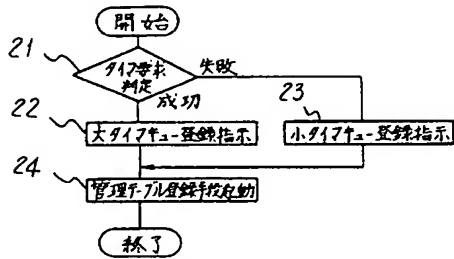 開始
21
タイマ要求
判定
失敗
成功
22
大タイマキュー登録指示
23
小タイマキュー登録指示
24
管理テーブル登録手段起動
終了